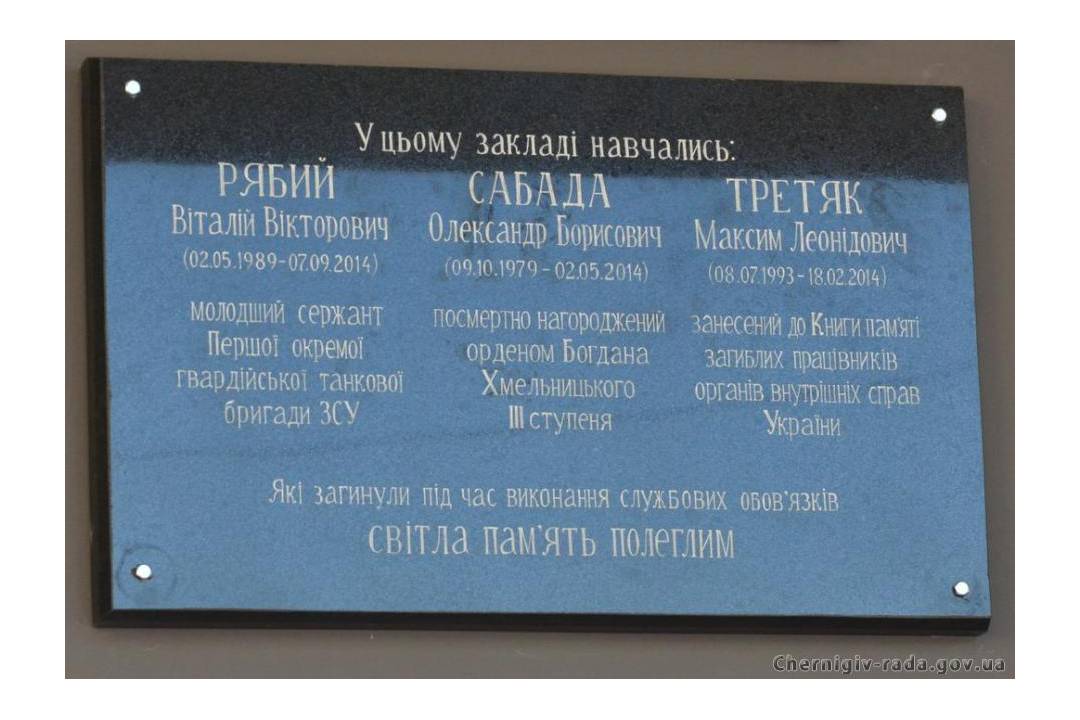 У цьому закладі навчались:
РЯБИЙ
Віталій Вікторович
(02.05.1989-07.09.2014)
молодший сержант
Першої окремої
гвардійської танкової
бригади ЗСУ
САБАДА
Олександр Борисович
(09.10.1979-02.05.2014)
посмертно нагороджений
орденом Богдана
Хмельницького
III ступеня
ТРЕТЯК
Максим Леонідович
(08.07.1993-18.02.2014)
занесений до Книги пам'яті
загиблих працівників
органів внутрішніх справ
України
Які загинули під час виконання службових обов'язків
СВІТЛА ПАМ'ЯТЬ ПОЛЕГЛИМ
Chernigiv-rada.gov.ua